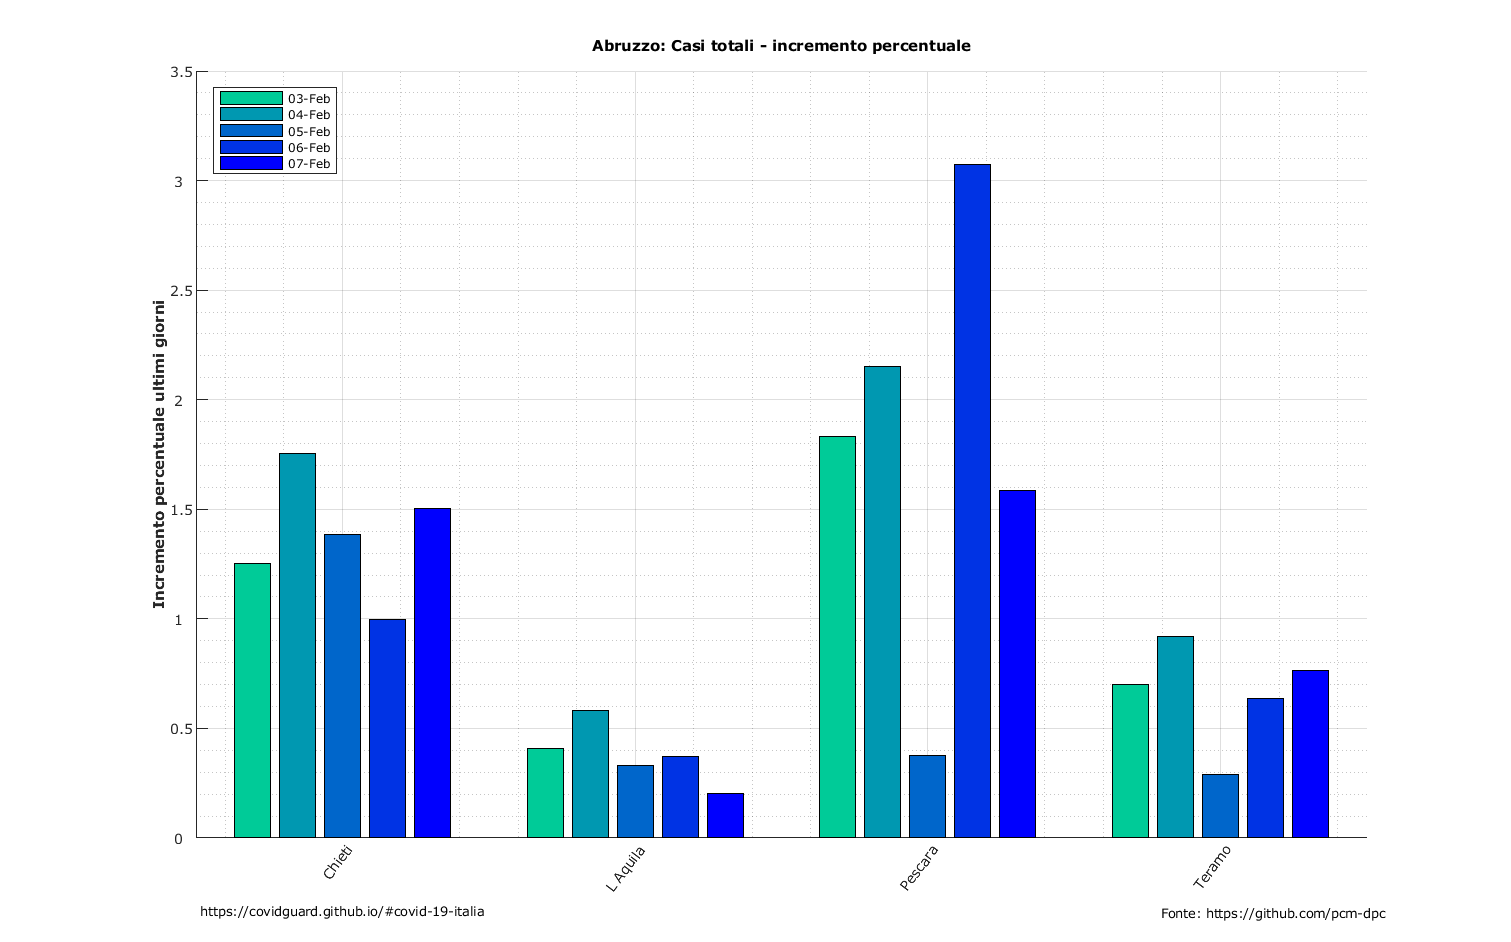 Abruzzo: Casi totali - incremento percentuale
3.5
3
2.5
2
1.5
1
0.5
0
Incremento percentuale ultimi giorni
03-Feb
04-Feb
05-Feb
06-Feb
07-Feb
Chieti
L Aquila
Pescara
Teramo
https://covidguard.github.io/#covid-19-italia
Fonte: https://github.com/pcm-dpc